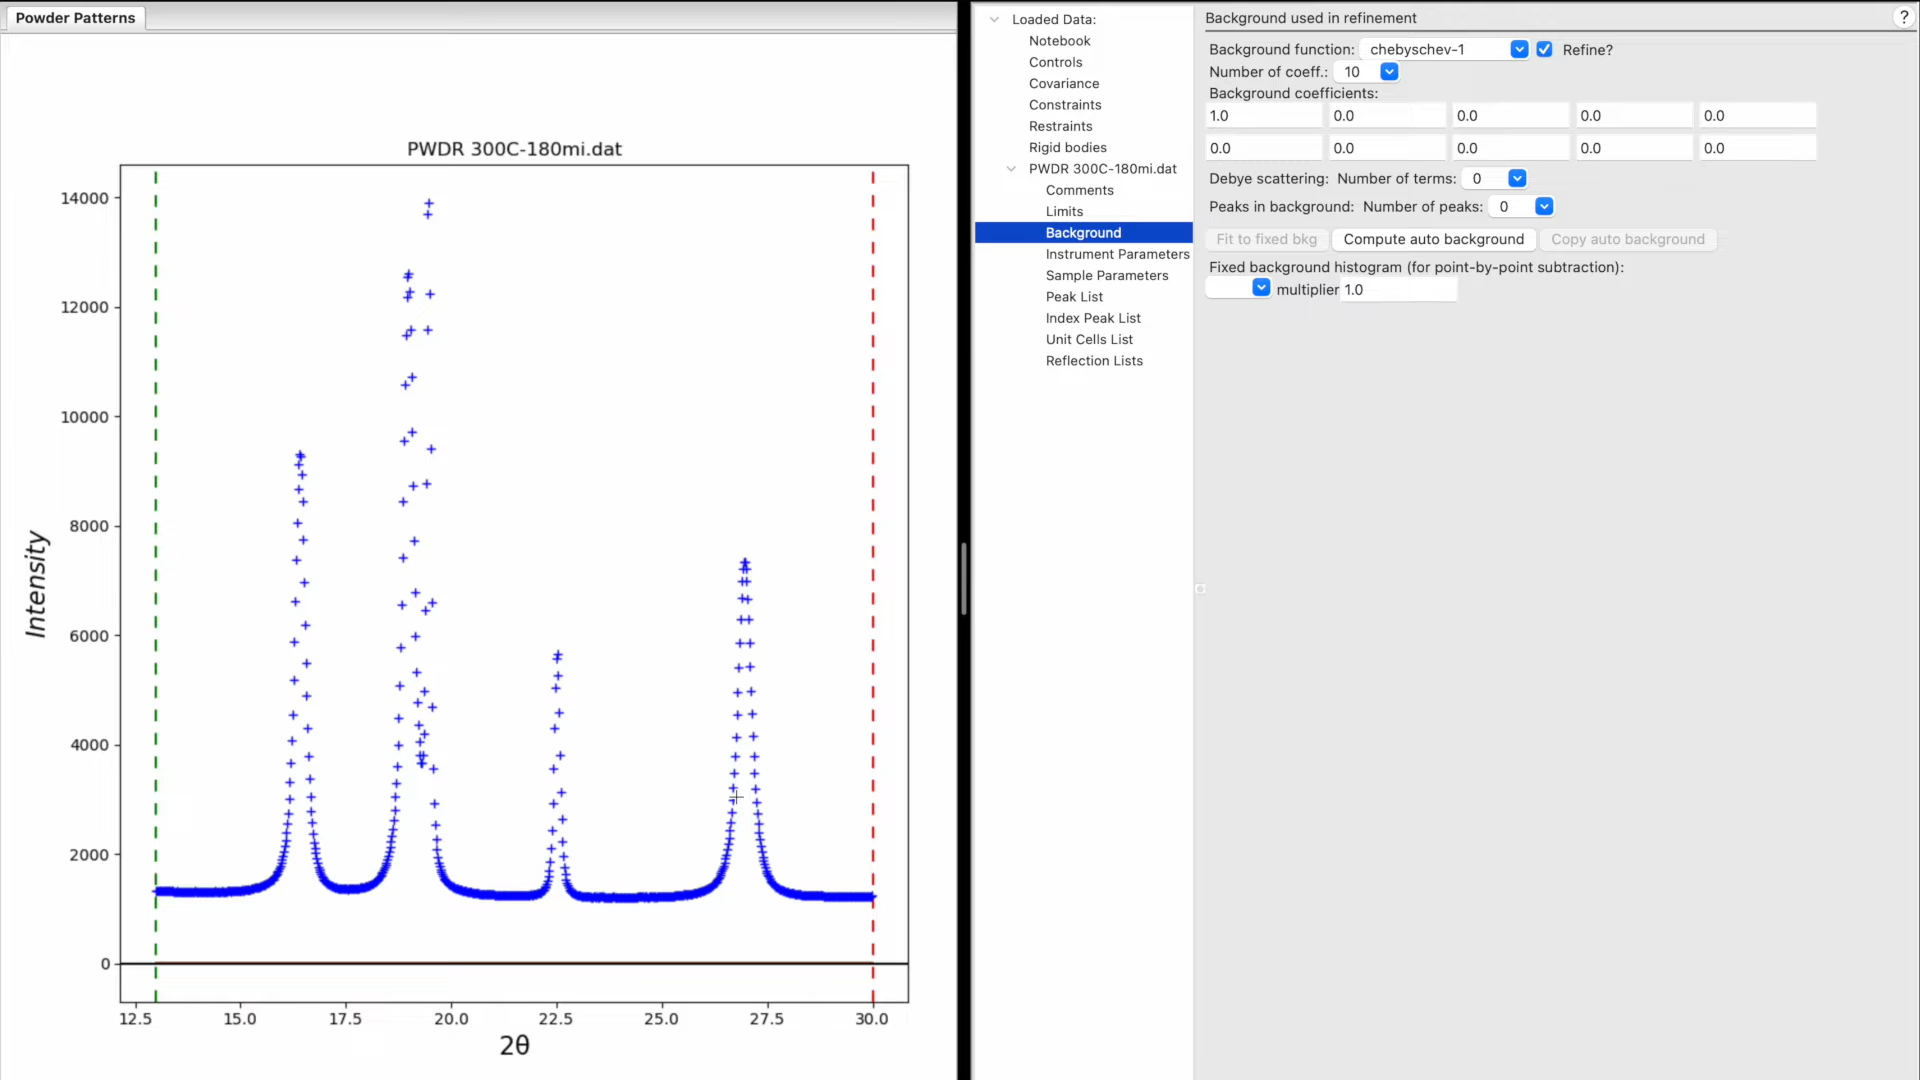 Powder Patterns
PWDR 300C-180mi.dat
14000
12000
10000
8000
6000
4000
2000
0
Intensity
12.5 15.0 17.5 20.0 22.5 25.0 27.5 30.0
2θ
Loaded Data:
Notebook
Controls
Covariance
Constraints
Restraints
Rigid bodies
PWDR 300C-180mi.dat
Comments
Limits
Background
Instrument Parameters
Sample Parameters
Peak List
Index Peak List
Unit Cells List
Reflection Lists
Background used in refinement ?
Background function: chebyschev-1 Refine?
Number of coeff.: 10
Background coefficients:
1.0 0.0 0.0 0.0 0.0
0.0 0.0 0.0 0.0 0.0
Debye scattering: Number of terms: 0
Peaks in background: Number of peaks: 0
Fit to fixed bkg Compute auto background Copy auto background
Fixed background histogram (for point-by-point subtraction):
multiplier 1.0